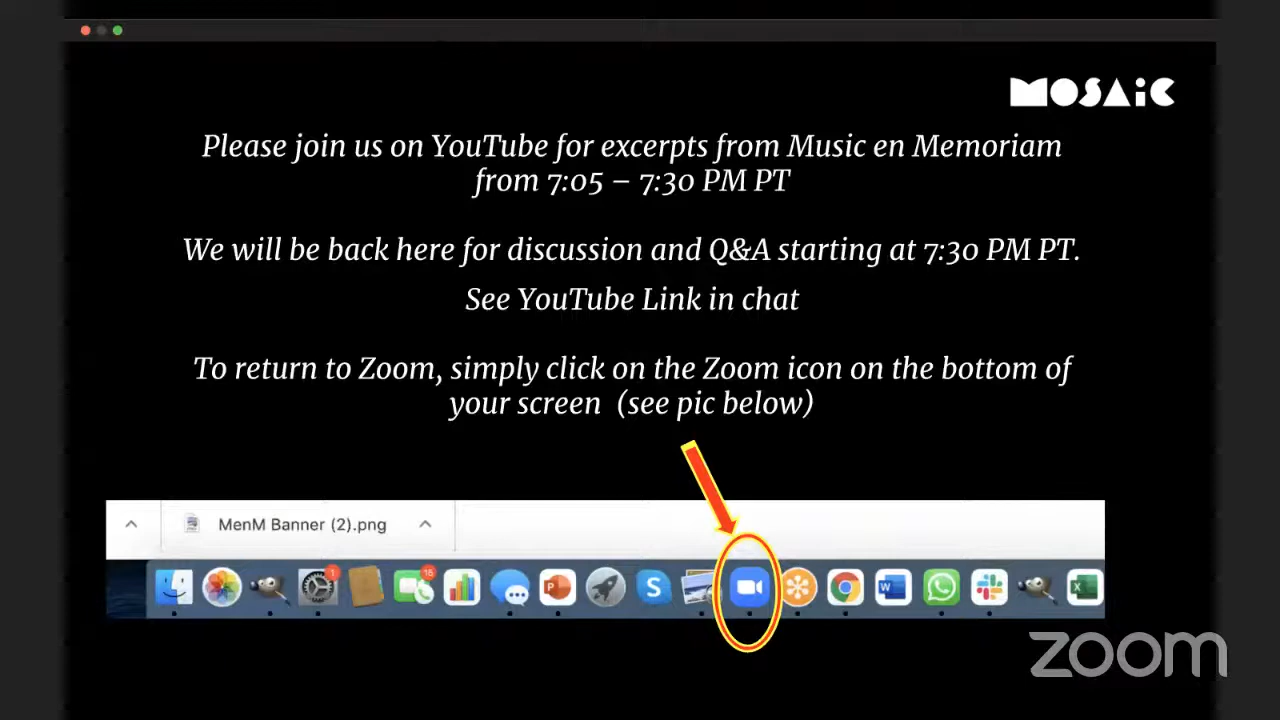 MOSAiC
Please join us on YouTube for excerpts from Music en Memoriam
from 7:05 – 7:30 PM PT
We will be back here for discussion and Q&A starting at 7:30 PM PT.
See YouTube Link in chat
To return to Zoom, simply click on the Zoom icon on the bottom of
your screen (see pic below)
MenM Banner (2).png
1
16
P
S
W
X
zoom